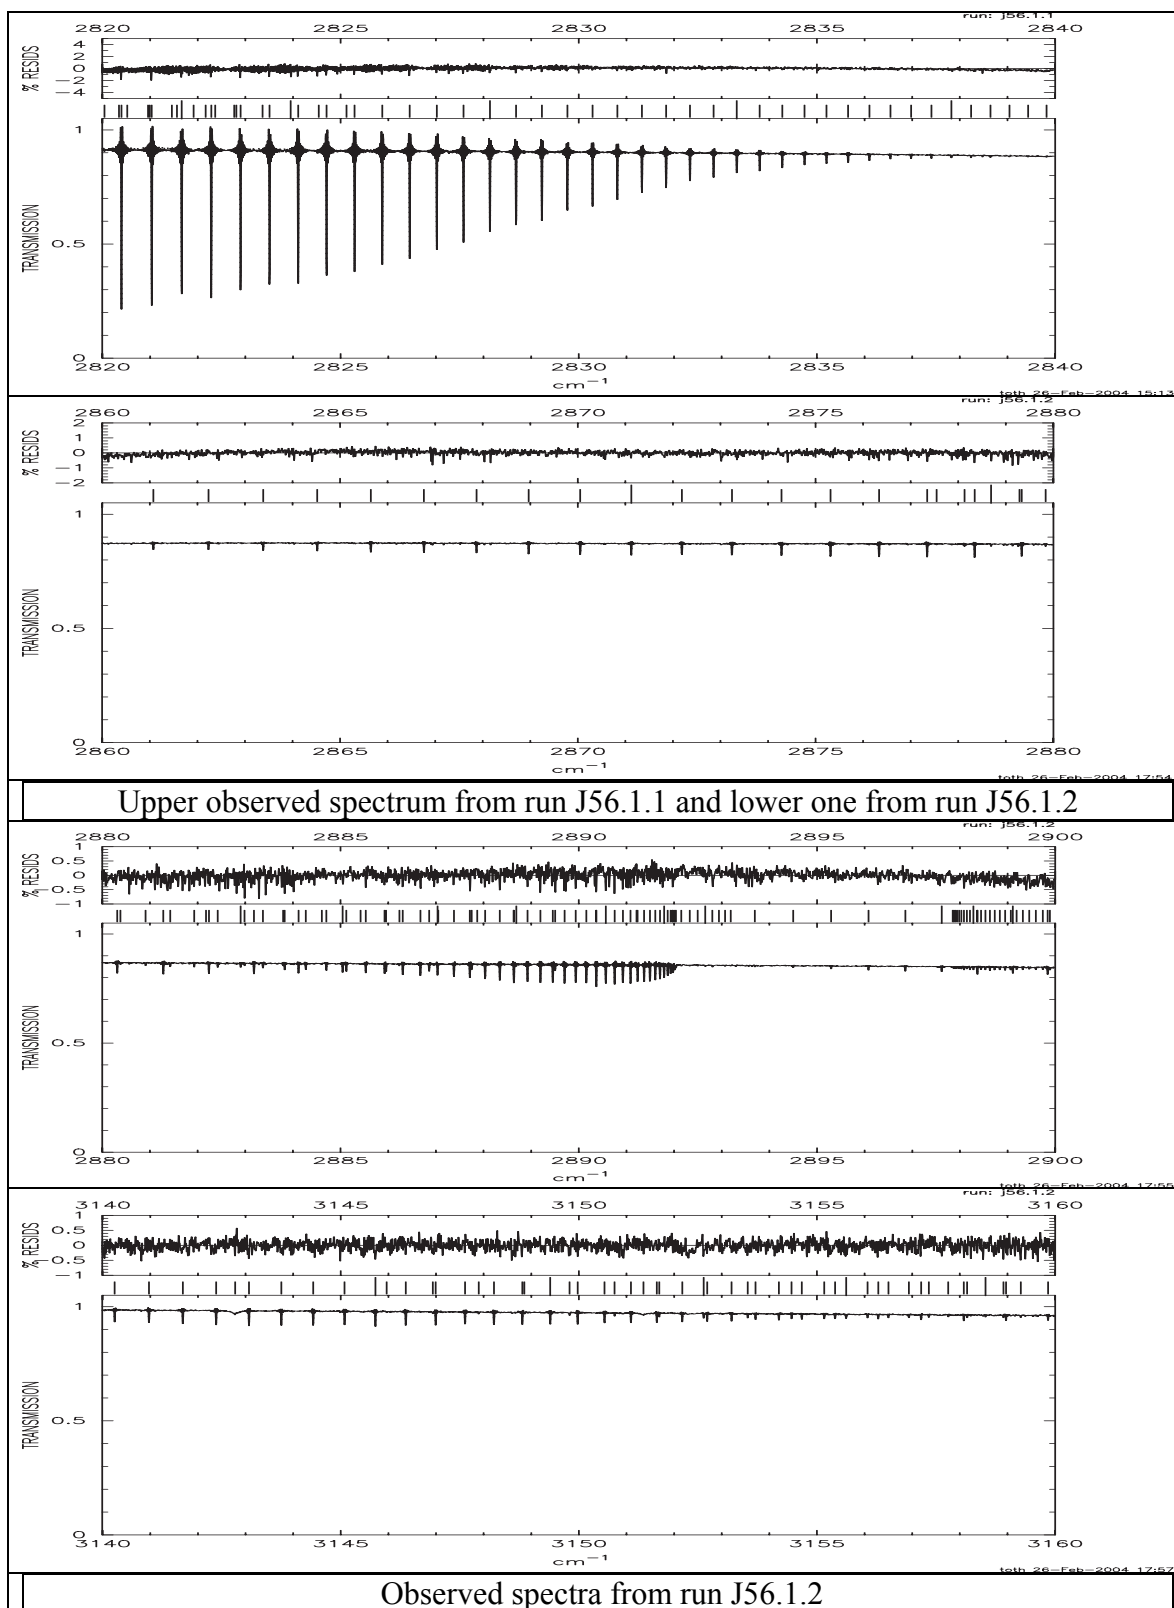 run: j56.1.1
2820 2825 2830 2835 2840
% RESIDS
4
2
0
−2
−4
TRANSMISSION
1
0.5
0
2820 2825 2830 2835 2840
cm−1
toth 26−Feb−2004 15:13
run: j56.1.2
2860 2865 2870 2875 2880
% RESIDS
2
1
0
−1
−2
TRANSMISSION
1
0.5
0
2860 2865 2870 2875 2880
cm−1
toth 26−Feb−2004 17:54
Upper observed spectrum from run J56.1.1 and lower one from run J56.1.2
run: j56.1.2
2880 2885 2890 2895 2900
% RESIDS
1
0.5
0
−0.5
−1
TRANSMISSION
1
0.5
0
2880 2885 2890 2895 2900
cm−1
toth 26−Feb−2004 17:55
run: j56.1.2
3140 3145 3150 3155 3160
% RESIDS
1
0.5
0
−0.5
−1
TRANSMISSION
1
0.5
0
3140 3145 3150 3155 3160
cm−1
toth 26−Feb−2004 17:57
Observed spectra from run J56.1.2